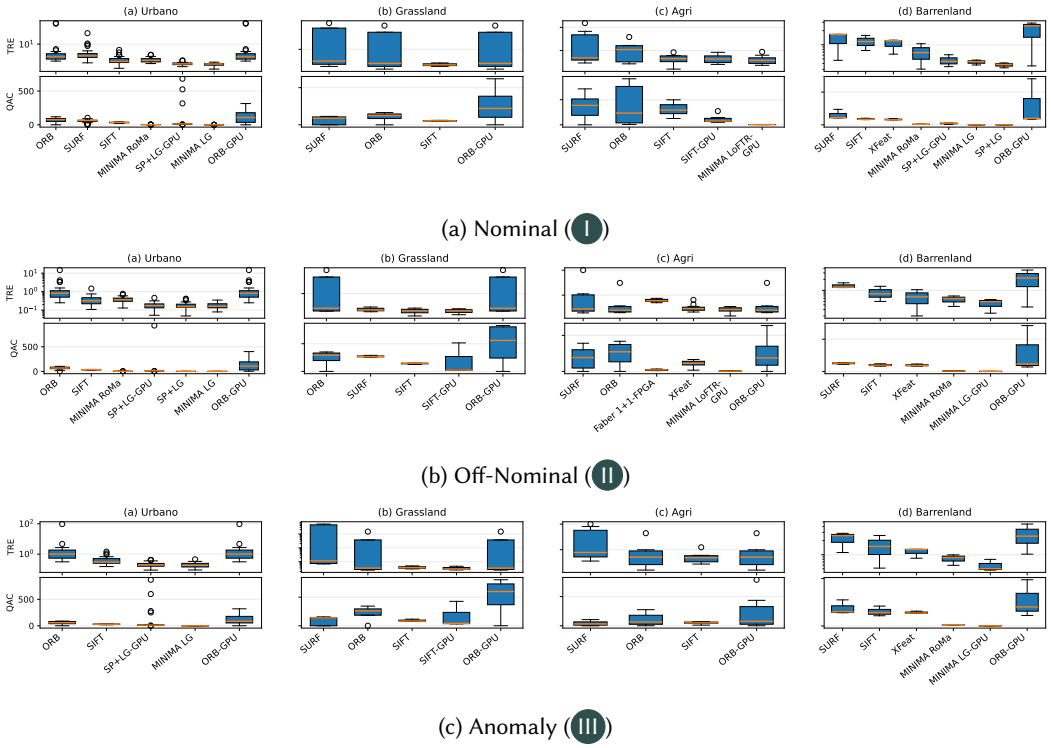 (a) Urbano
(b) Grassland
(c) Agri
(d) Barrenland
TRE
10¹
QAC
500
0
ORB
SURF
SIFT
MINIMA RoMa
SP+LG-GPU
MINIMA LG
ORB-GPU
SURF
ORB
SIFT
ORB-GPU
SURF
ORB
SIFT
SIFT-GPU
MINIMA LoFTR-
GPU
SURF
SIFT
XFeat
MINIMA RoMa
SP+LG-GPU
MINIMA LG
SP+LG
ORB-GPU
(a) Nominal (I)
(a) Urbano
(b) Grassland
(c) Agri
(d) Barrenland
TRE
10¹
10⁰
10⁻¹
QAC
500
0
ORB
SIFT
MINIMA RoMa
SP+LG-GPU
SP+LG
MINIMA LG
ORB-GPU
ORB
SURF
SIFT
SIFT-GPU
ORB-GPU
SURF
ORB
Faber 1+1-FPGA
XFeat
MINIMA LoFTR-
GPU
ORB-GPU
SURF
SIFT
XFeat
MINIMA RoMa
MINIMA LG-GPU
ORB-GPU
(b) Off-Nominal (II)
(a) Urbano
(b) Grassland
(c) Agri
(d) Barrenland
TRE
10²
10⁰
QAC
500
0
ORB
SIFT
SP+LG-GPU
MINIMA LG
ORB-GPU
SURF
ORB
SIFT
SIFT-GPU
ORB-GPU
SURF
ORB
SIFT
ORB-GPU
SURF
SIFT
XFeat
MINIMA RoMa
MINIMA LG-GPU
ORB-GPU
(c) Anomaly (III)